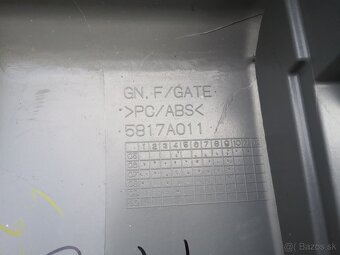 GN, F/GATE
>PC/ABS<
5817A011
1 2 3 4 5 6 7 8 9 10 11 12
Bazos.sk